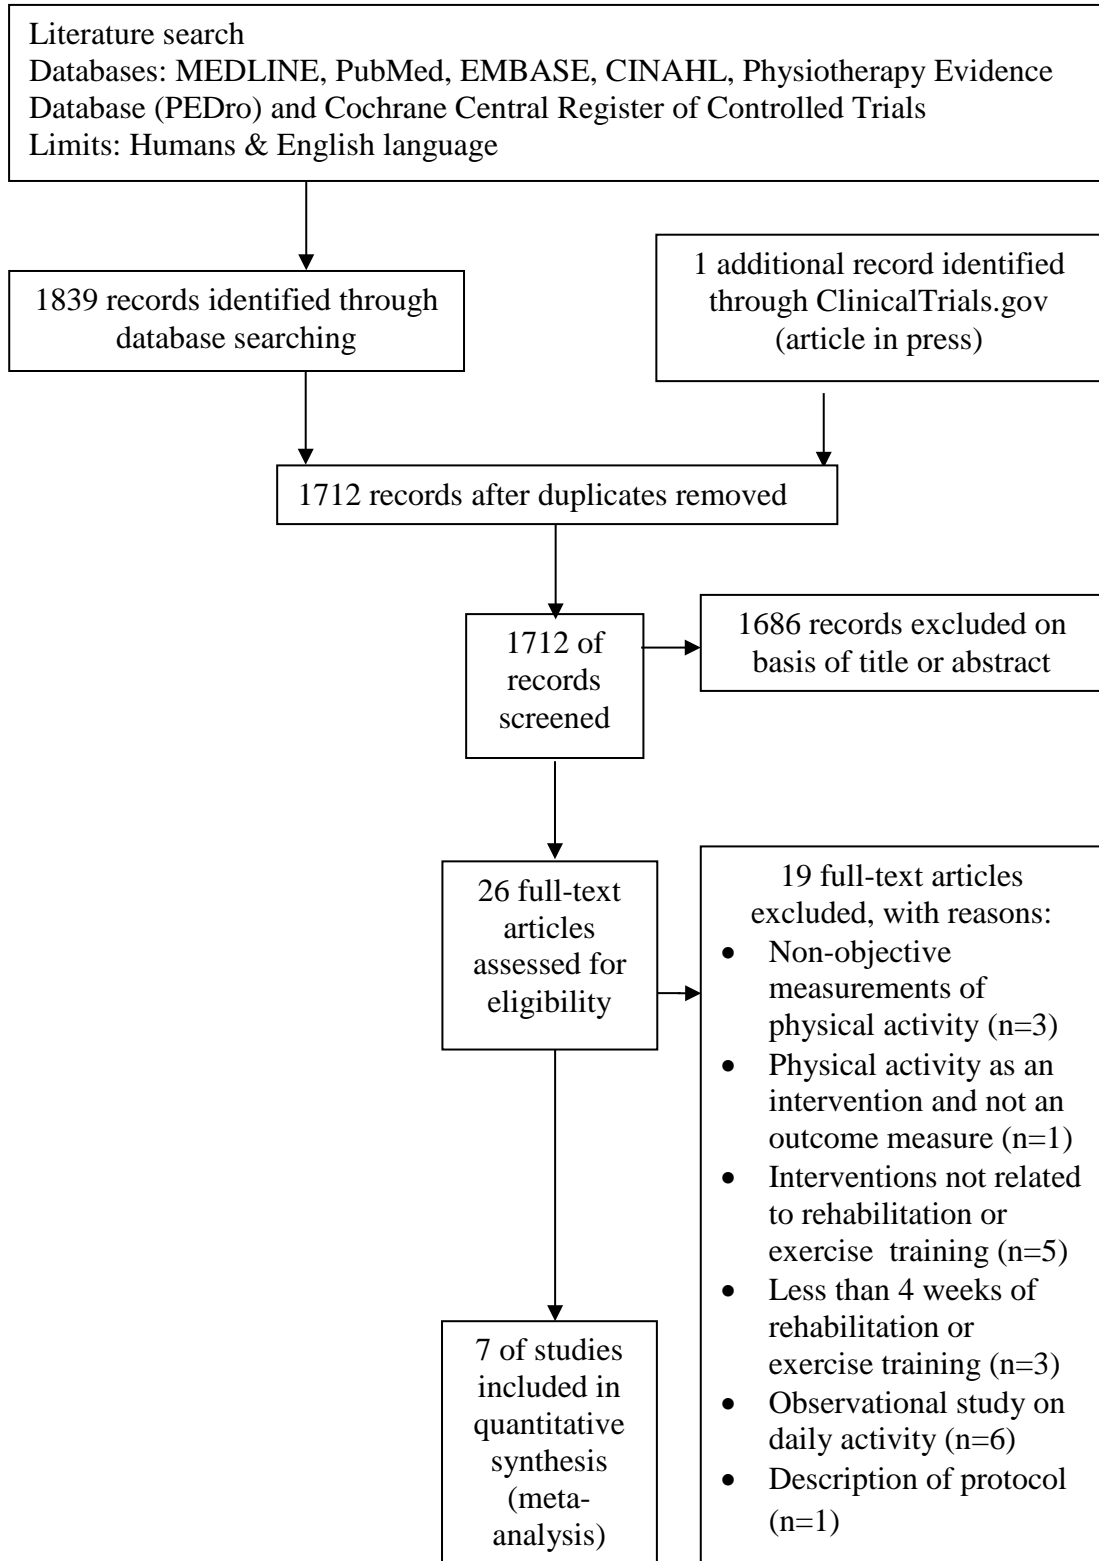 Literature search
Databases: MEDLINE, PubMed, EMBASE, CINAHL, Physiotherapy Evidence
Database (PEDro) and Cochrane Central Register of Controlled Trials
Limits: Humans & English language
1839 records identified through
database searching
1 additional record identified
through ClinicalTrials.gov
(article in press)
1712 records after duplicates removed
1712 of
records
screened
1686 records excluded on
basis of title or abstract
26 full-text
articles
assessed for
eligibility
19 full-text articles
excluded, with reasons:
• Non-objective
measurements of
physical activity (n=3)
• Physical activity as an
intervention and not an
outcome measure (n=1)
• Interventions not related
to rehabilitation or
exercise training (n=5)
• Less than 4 weeks of
rehabilitation or
exercise training (n=3)
• Observational study on
daily activity (n=6)
• Description of protocol
(n=1)
7 of studies
included in
quantitative
synthesis
(meta-
analysis)